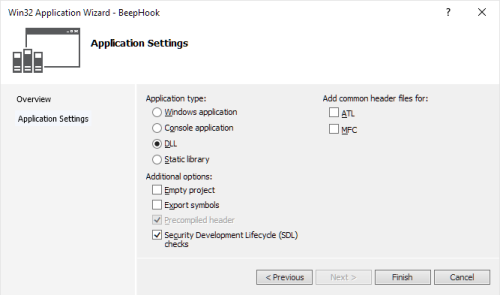 Win32 Application Wizard - BeepHook
? ×
Application Settings
Overview
Application Settings
Application type:
Windows application
Console application
DLL
Static library
Additional options:
Empty project
Export symbols
Precompiled header
Security Development Lifecycle (SDL)
checks
Add common header files for:
ATL
MFC
< Previous
Next >
Finish
Cancel